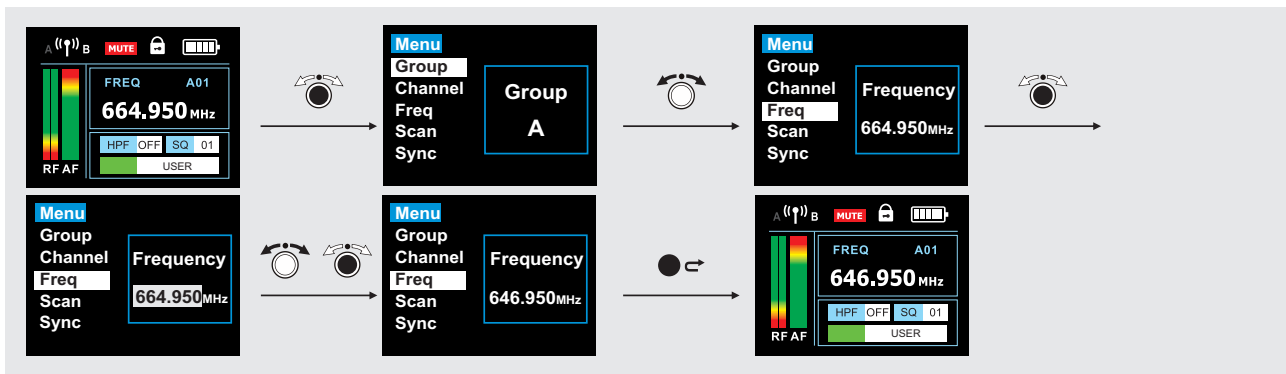 A B MUTE
FREQ A01
664.950 MHz
HPF OFF SQ 01
USER
RF AF
Menu
Group
Channel
Freq
Scan
Sync
Group
A
Menu
Group
Channel
Freq
Scan
Sync
Frequency
664.950MHz
Menu
Group
Channel
Freq
Scan
Sync
Frequency
664.950MHz
Menu
Group
Channel
Freq
Scan
Sync
Frequency
646.950MHz
A B MUTE
FREQ A01
646.950 MHz
HPF OFF SQ 01
USER
RF AF